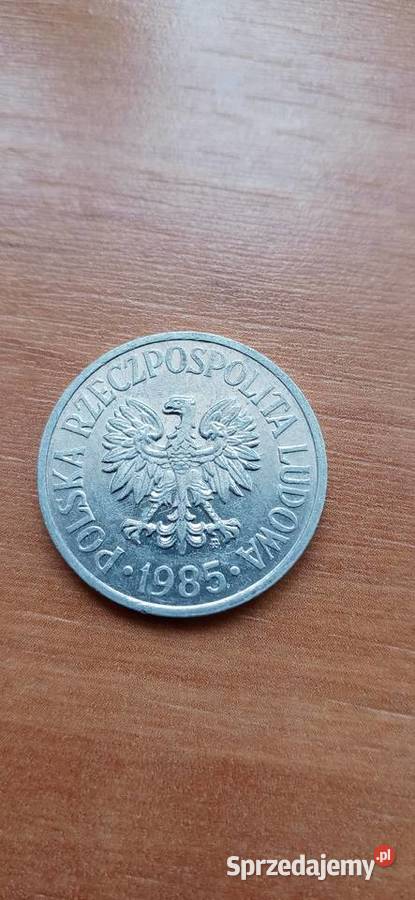 POLSKA RZECZPOSPOLITA LUDOWA
· 1985 ·
Sprzedajemy.pl